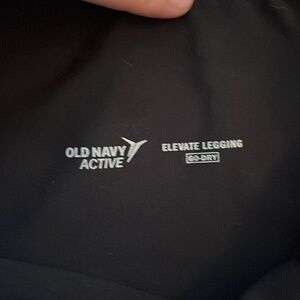 OLD NAVY
ACTIVE
ELEVATE LEGGING
GO-DRY